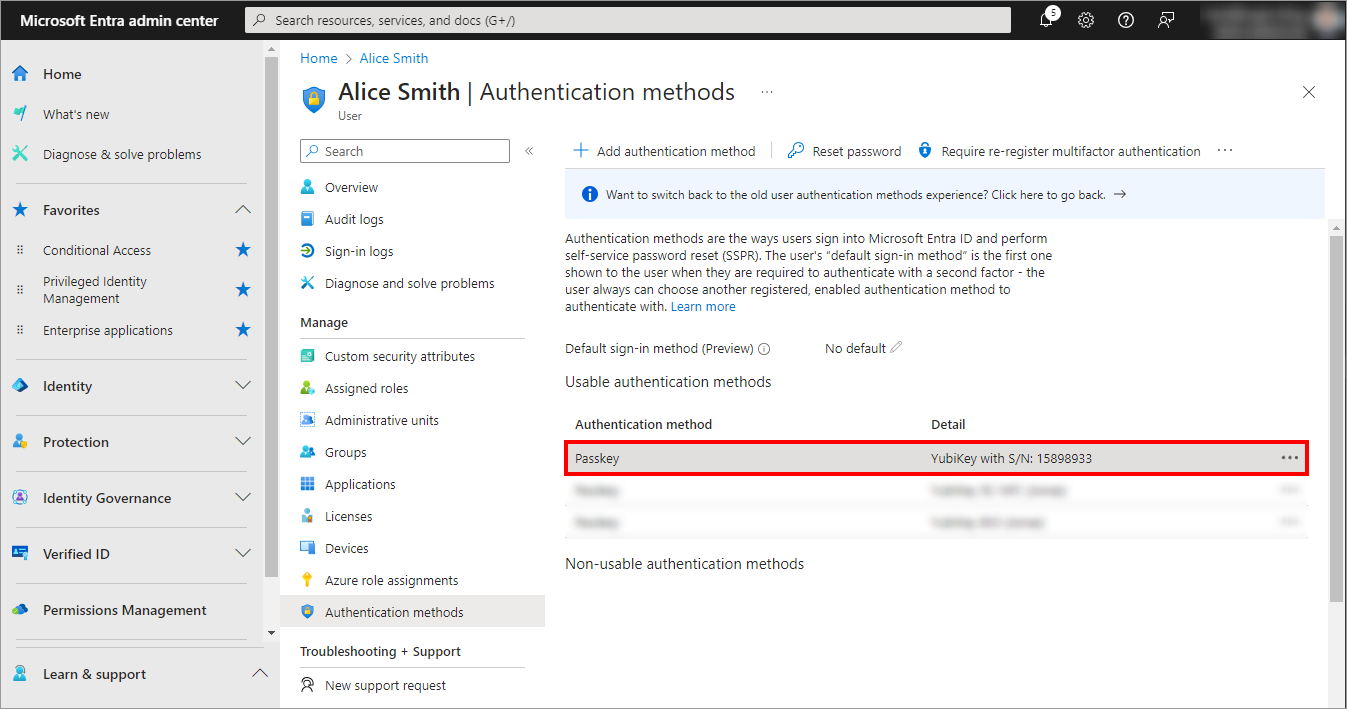 Microsoft Entra admin center
Search resources, services, and docs (G+/)
5
Home
What's new
Diagnose & solve problems
Favorites
Conditional Access
Privileged Identity
Management
Enterprise applications
Identity
Protection
Identity Governance
Verified ID
Permissions Management
Learn & support
Home > Alice Smith
Alice Smith | Authentication methods ...
User
Search
Overview
Audit logs
Sign-in logs
Diagnose and solve problems
Manage
Custom security attributes
Assigned roles
Administrative units
Groups
Applications
Licenses
Devices
Azure role assignments
Authentication methods
Troubleshooting + Support
New support request
Add authentication method
Reset password
Require re-register multifactor authentication
Want to switch back to the old user authentication methods experience? Click here to go back. →
Authentication methods are the ways users sign into Microsoft Entra ID and perform
self-service password reset (SSPR). The user's "default sign-in method" is the first one
shown to the user when they are required to authenticate with a second factor - the
user always can choose another registered, enabled authentication method to
authenticate with. Learn more
Default sign-in method (Preview) No default
Usable authentication methods
Authentication method Detail
Passkey YubiKey with S/N: 15898933
Non-usable authentication methods